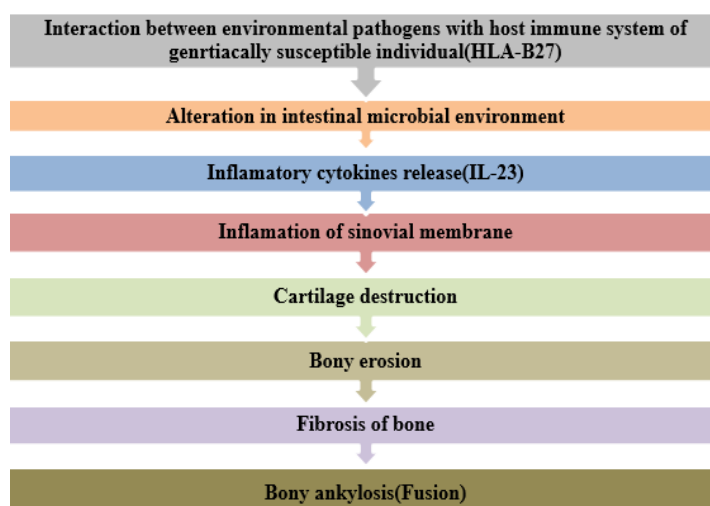 Interaction between environmental pathogens with host immune system of
genrtiacally susceptible individual(HLA-B27)
Alteration in intestinal microbial environment
Inflamatory cytokines release(IL-23)
Inflamation of sinovial membrane
Cartilage destruction
Bony erosion
Fibrosis of bone
Bony ankylosis(Fusion)